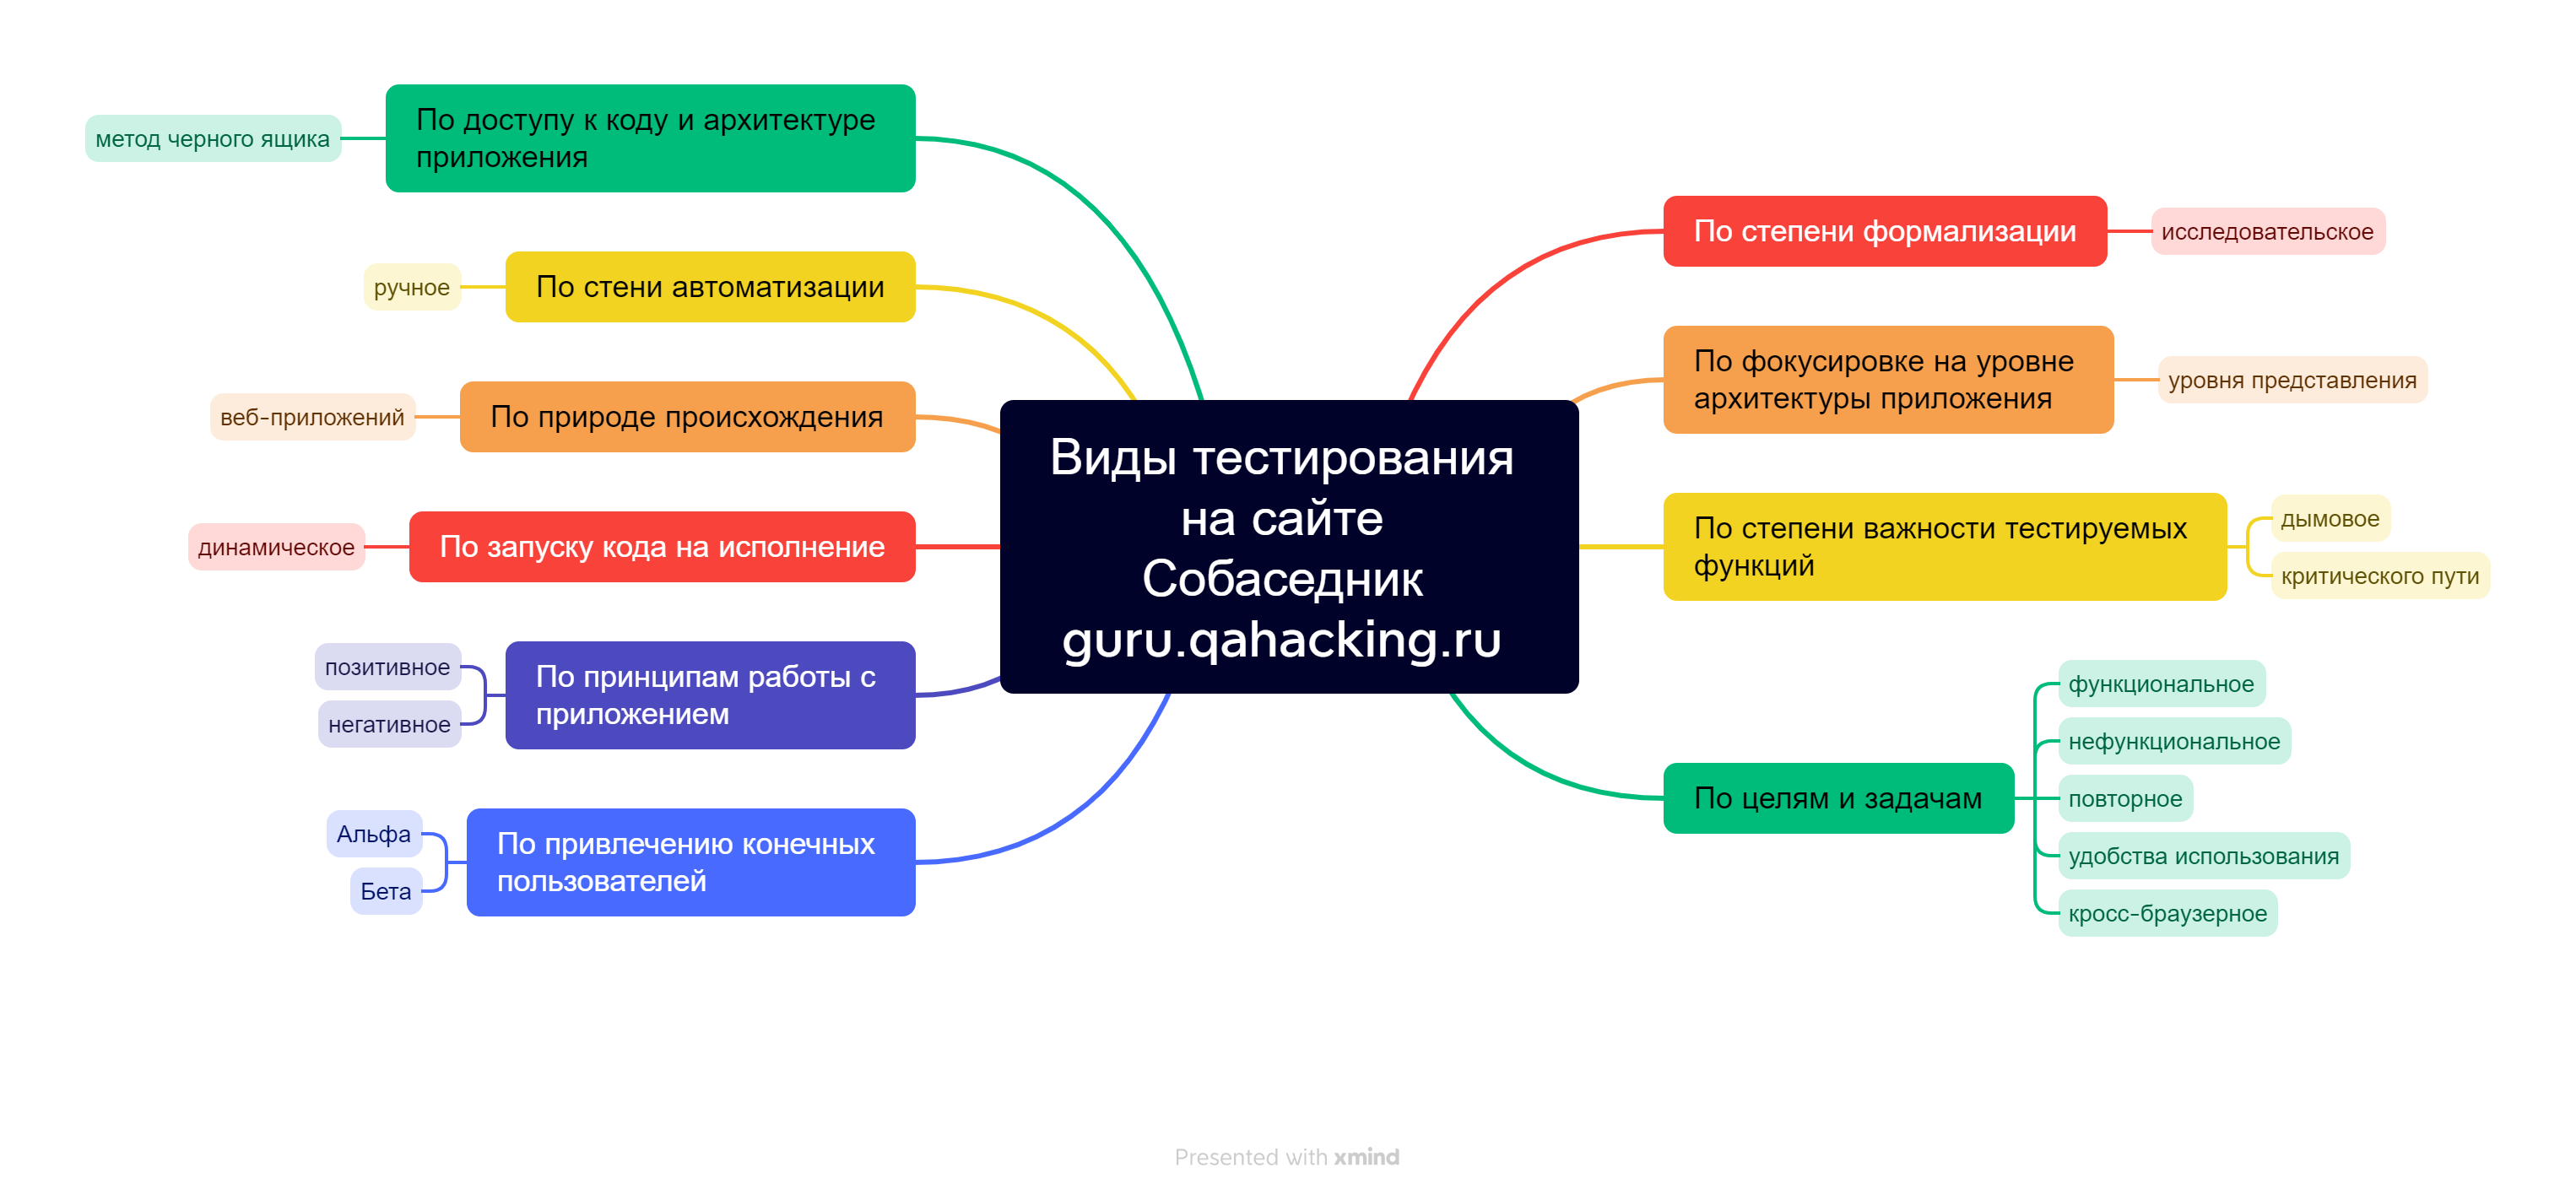 Виды тестирования
на сайте
Собаседник
guru.qahacking.ru
По доступу к коду и архитектуре
приложения
метод черного ящика
По стени автоматизации
ручное
По природе происхождения
веб-приложений
По запуску кода на исполнение
динамическое
По принципам работы с
приложением
позитивное
негативное
По привлечению конечных
пользователей
Альфа
Бета
По степени формализации
исследовательское
По фокусировке на уровне
архитектуры приложения
уровня представления
По степени важности тестируемых
функций
дымовое
критического пути
По целям и задачам
функциональное
нефункциональное
повторное
удобства использования
кросс-браузерное
Presented with xmind